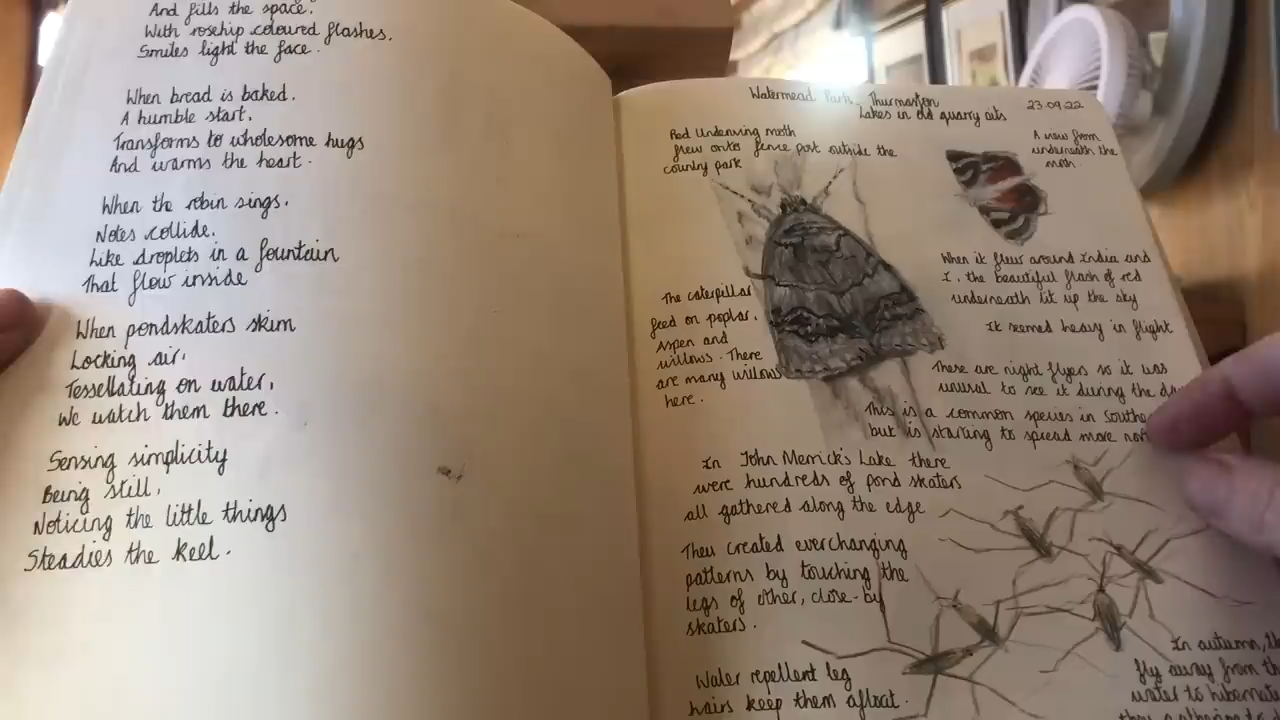 And fills the space.
With rosehip coloured flashes,
Smiles light the face.
When bread is baked.
A humble start.
Transforms to wholesome hugs
And warms the heart.
When the robin sings.
Notes collide.
Like droplets in a fountain
That flow inside
When pondskaters skim
Locking air.
Tessellating on water,
We watch them there.
Sensing simplicity
Being still,
Noticing the little things
Steadies the keel.
Watermead Park - Thurmaston
Lakes in old quarry pits
23.09.22
Red Underwing moth
flew onto fence post outside the
country park
A view from
underneath the
moth.
When it flew around India and
I, the beautiful flash of red
underneath lit up the sky
It seemed heavy in flight
The caterpillar
feed on poplar,
Aspen and
willows. There
are many willows
here.
These are night flyers so it was
unusual to see it during the
This is a common species in
but is starting to spread more
In John Merrick's Lake there
were hundreds of pond skaters
all gathered along the edge
They created everchanging
patterns by touching the
legs of other, close-by
skaters.
Water repellent leg
hairs keep them afloat.
In autumn,
fly away from
water to hibernate
they